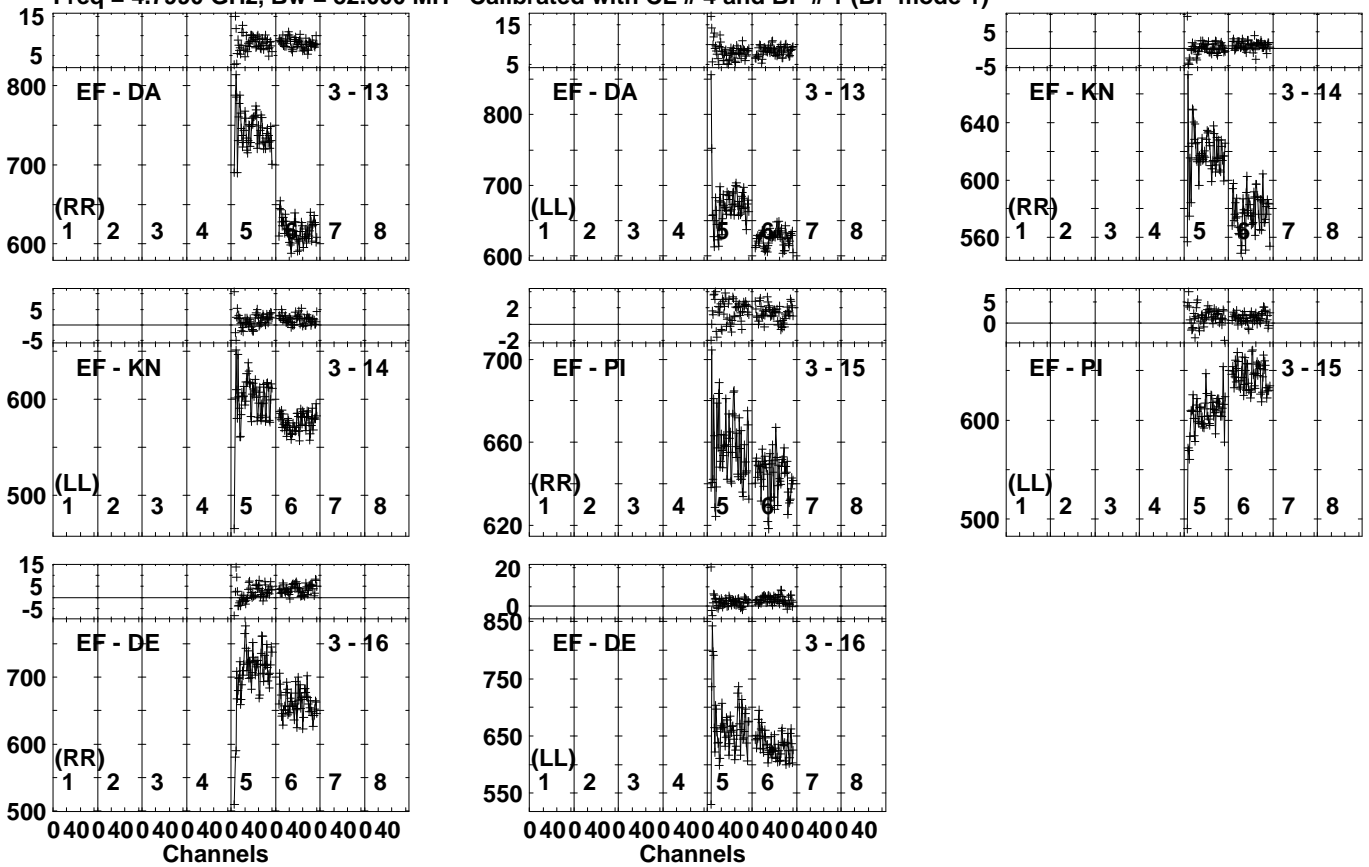 Calibrated with CL # 4 and BP # 1 (BP mode 1)
15
5
800
700
600
EF - DA
3 - 13
(RR)
1 2 3 4 5 6 7 8
15
5
800
700
600
EF - DA
3 - 13
(LL)
1 2 3 4 5 6 7 8
5
-5
640
600
560
EF - KN
3 - 14
(RR)
1 2 3 4 5 6 7 8
5
-5
600
500
EF - KN
3 - 14
(LL)
1 2 3 4 5 6 7 8
2
-2
700
660
620
EF - PI
3 - 15
(RR)
1 2 3 4 5 6 7 8
5
0
600
500
EF - PI
3 - 15
(LL)
1 2 3 4 5 6 7 8
15
5
-5
700
600
500
EF - DE
3 - 16
(RR)
1 2 3 4 5 6 7 8
20
0
850
750
650
550
EF - DE
3 - 16
(LL)
1 2 3 4 5 6 7 8
0 40 0 40 0 40 0 40 0 40 0 40 0 40 0 40
Channels
0 40 0 40 0 40 0 40 0 40 0 40 0 40 0 40
Channels